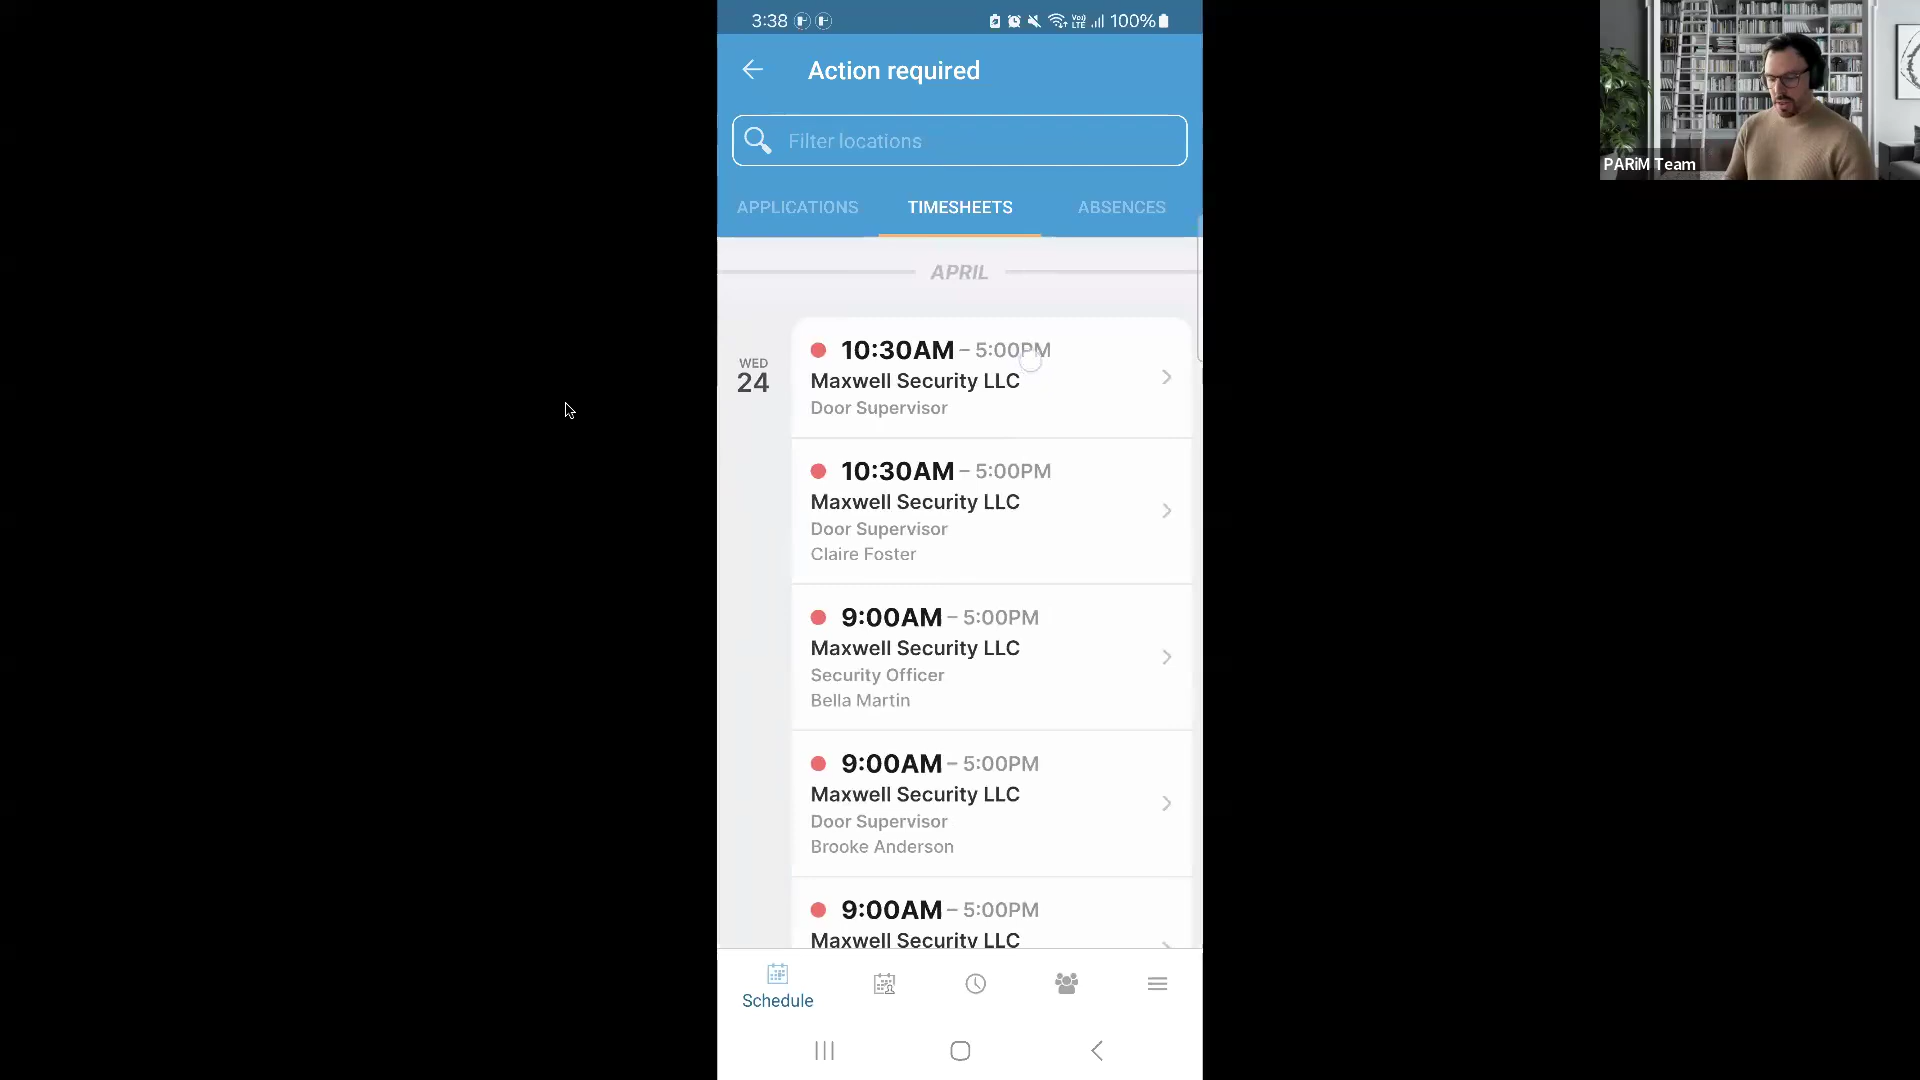 3:38
Vo))
LTE
100%
Action required
PARiM Team
Filter locations
APPLICATIONS
TIMESHEETS
ABSENCES
APRIL
WED
24
10:30AM – 5:00PM
Maxwell Security LLC
Door Supervisor
10:30AM – 5:00PM
Maxwell Security LLC
Door Supervisor
Claire Foster
9:00AM – 5:00PM
Maxwell Security LLC
Security Officer
Bella Martin
9:00AM – 5:00PM
Maxwell Security LLC
Door Supervisor
Brooke Anderson
9:00AM – 5:00PM
Maxwell Security LLC
Schedule